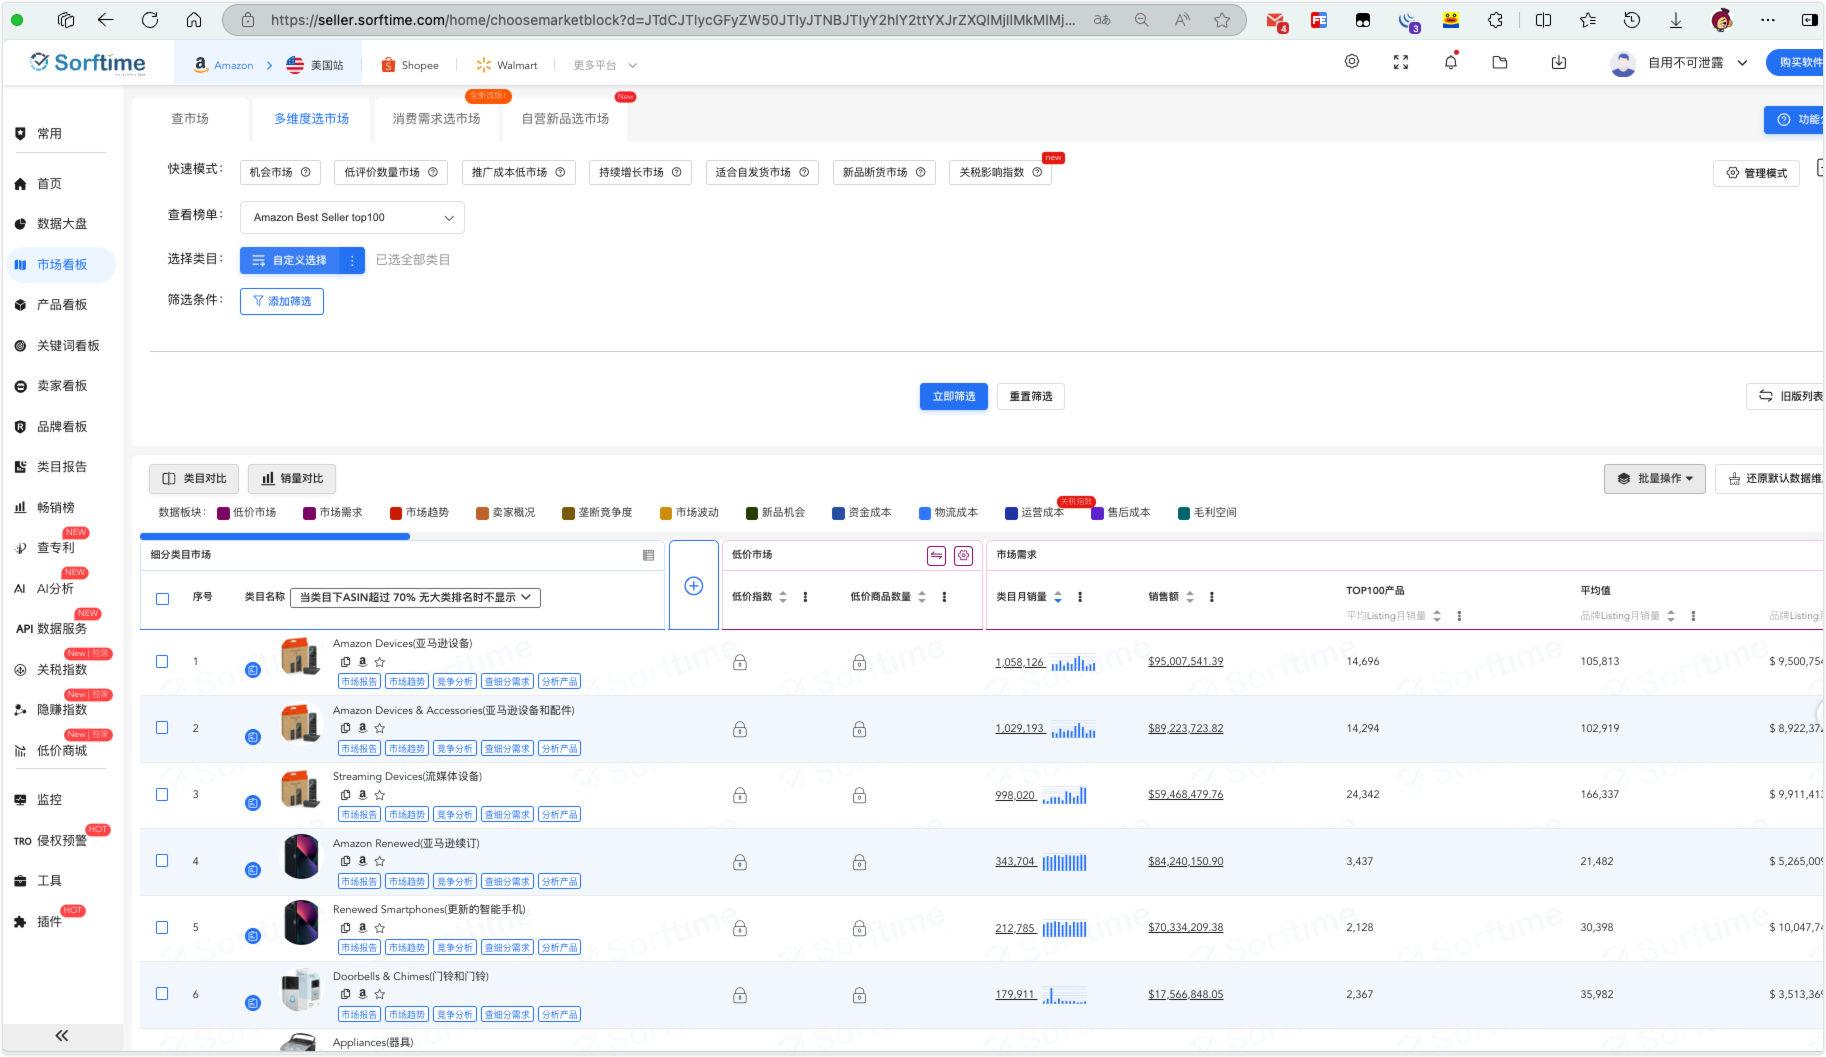 https://seller.sorftime.com/home/choosemarketblock?d=JTdCJTIycGFyZW50JTIyJTNBJTIyY2hlY2ttYXJrZXQlMjIlMkMlMj...
4
3
Sorftime
Amazon > 美国站
Shopee
Walmart
更多平台
自用不可泄露
购买软件
常用
首页
数据大盘
市场看板
产品看板
关键词看板
卖家看板
品牌看板
类目报告
畅销榜
NEW
查专利
NEW
AI AI分析
NEW
API 数据服务
New | 独家
关税指数
New | 独家
隐赚指数
New | 独家
低价商城
监控
HOT
TRO 侵权预警
工具
HOT
插件
查市场
多维度选市场
全新改版!
消费需求选市场
New
自营新品选市场
快速模式:
机会市场
低评价数量市场
推广成本低市场
持续增长市场
适合自发货市场
新品断货市场
关税影响指数
new
管理模式
查看榜单:
Amazon Best Seller top100
选择类目:
自定义选择
已选全部类目
筛选条件:
添加筛选
立即筛选
重置筛选
旧版列表
类目对比
销量对比
批量操作
还原默认数据维
数据板块:
低价市场
市场需求
市场趋势
卖家概况
垄断竞争度
市场波动
新品机会
资金成本
物流成本
运营成本
关税指数
售后成本
毛利空间
细分类目市场
低价市场
市场需求
序号
类目名称
当类目下ASIN超过 70% 无大类排名时不显示
低价指数
低价商品数量
类目月销量
销售额
TOP100产品
平均Listing月销量
平均值
品牌Listing月销量
品牌Listing
1
Amazon Devices(亚马逊设备)
市场报告 市场趋势 竞争分析 查细分需求 分析产品
1,058,126
$95,007,541.39
14,696
105,813
$ 9,500,754
2
Amazon Devices & Accessories(亚马逊设备和配件)
市场报告 市场趋势 竞争分析 查细分需求 分析产品
1,029,193
$89,223,723.82
14,294
102,919
$ 8,922,372
3
Streaming Devices(流媒体设备)
市场报告 市场趋势 竞争分析 查细分需求 分析产品
998,020
$59,468,479.76
24,342
166,337
$ 9,911,413
4
Amazon Renewed(亚马逊续订)
市场报告 市场趋势 竞争分析 查细分需求 分析产品
343,704
$84,240,150.90
3,437
21,482
$ 5,265,009
5
Renewed Smartphones(更新的智能手机)
市场报告 市场趋势 竞争分析 查细分需求 分析产品
212,785
$70,334,209.38
2,128
30,398
$ 10,047,74
6
Doorbells & Chimes(门铃和门铃)
市场报告 市场趋势 竞争分析 查细分需求 分析产品
179,911
$17,566,848.05
2,367
35,982
$ 3,513,369
Appliances(器具)